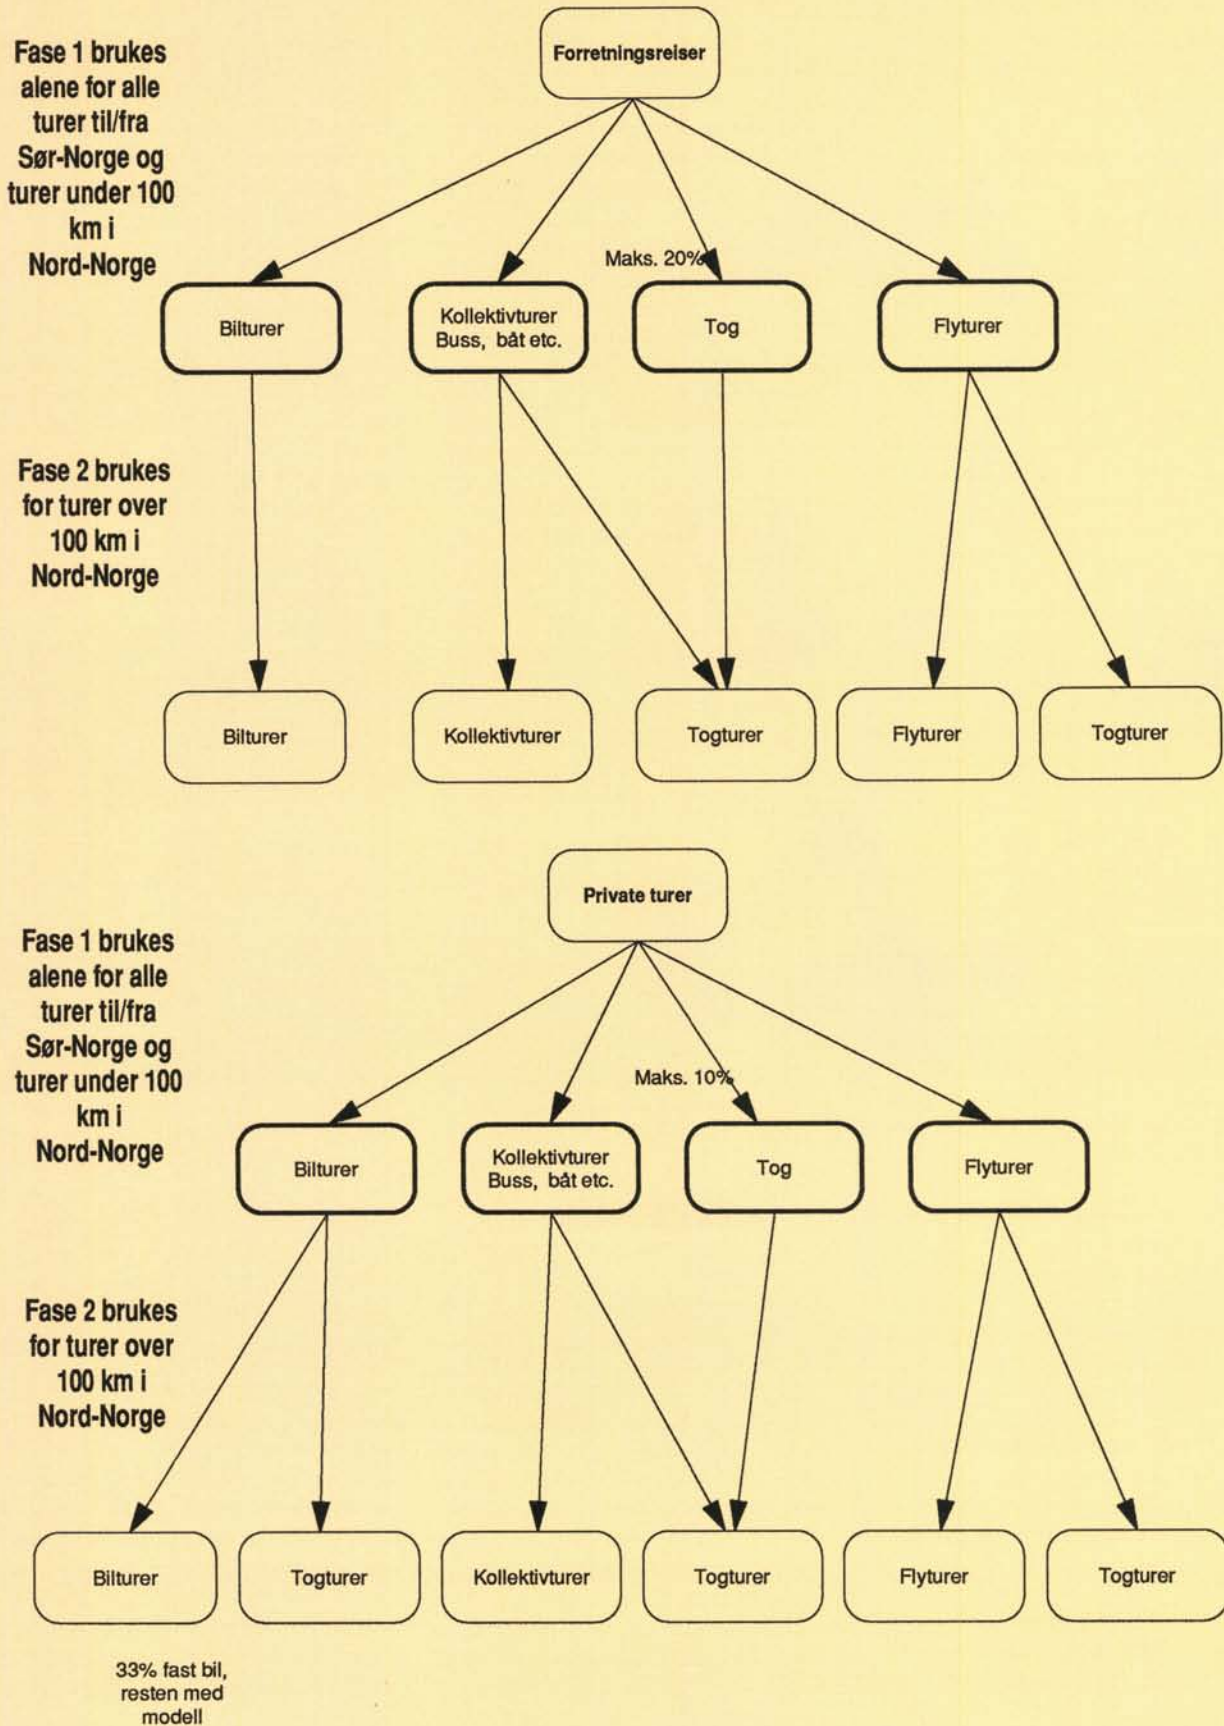 Forretningsreiser
Fase 1 brukes
alene for alle
turer til/fra
Sør-Norge og
turer under 100
km i
Nord-Norge
Maks. 20%
Bilturer
Kollektivturer
Buss, båt etc.
Tog
Flyturer
Fase 2 brukes
for turer over
100 km i
Nord-Norge
Bilturer
Kollektivturer
Togturer
Flyturer
Togturer
Private turer
Fase 1 brukes
alene for alle
turer til/fra
Sør-Norge og
turer under 100
km i
Nord-Norge
Maks. 10%
Bilturer
Kollektivturer
Buss, båt etc.
Tog
Flyturer
Fase 2 brukes
for turer over
100 km i
Nord-Norge
Bilturer
Togturer
Kollektivturer
Togturer
Flyturer
Togturer
33% fast bil,
resten med
modell